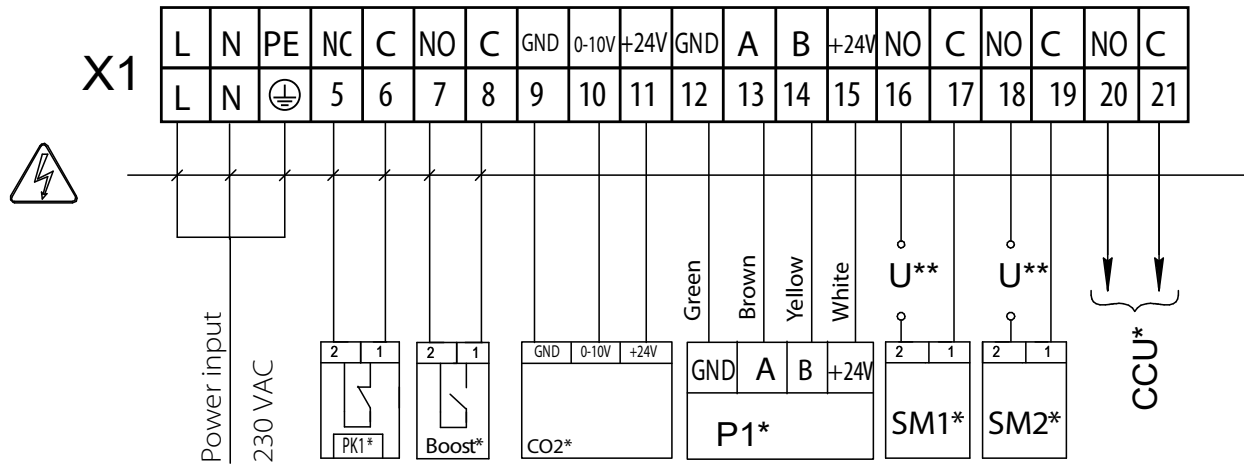 X1
L N PE NC C NO C GND 0-10V +24V GND A B +24V NO C NO C NO C
L N 5 6 7 8 9 10 11 12 13 14 15 16 17 18 19 20 21
Green
Brown
Yellow
White
U**
U**
Power input
230 VAC
2 1
PK1*
2 1
Boost*
GND 0-10V +24V
CO2*
GND A B +24V
P1*
2 1
SM1*
2 1
SM2*
CCU*